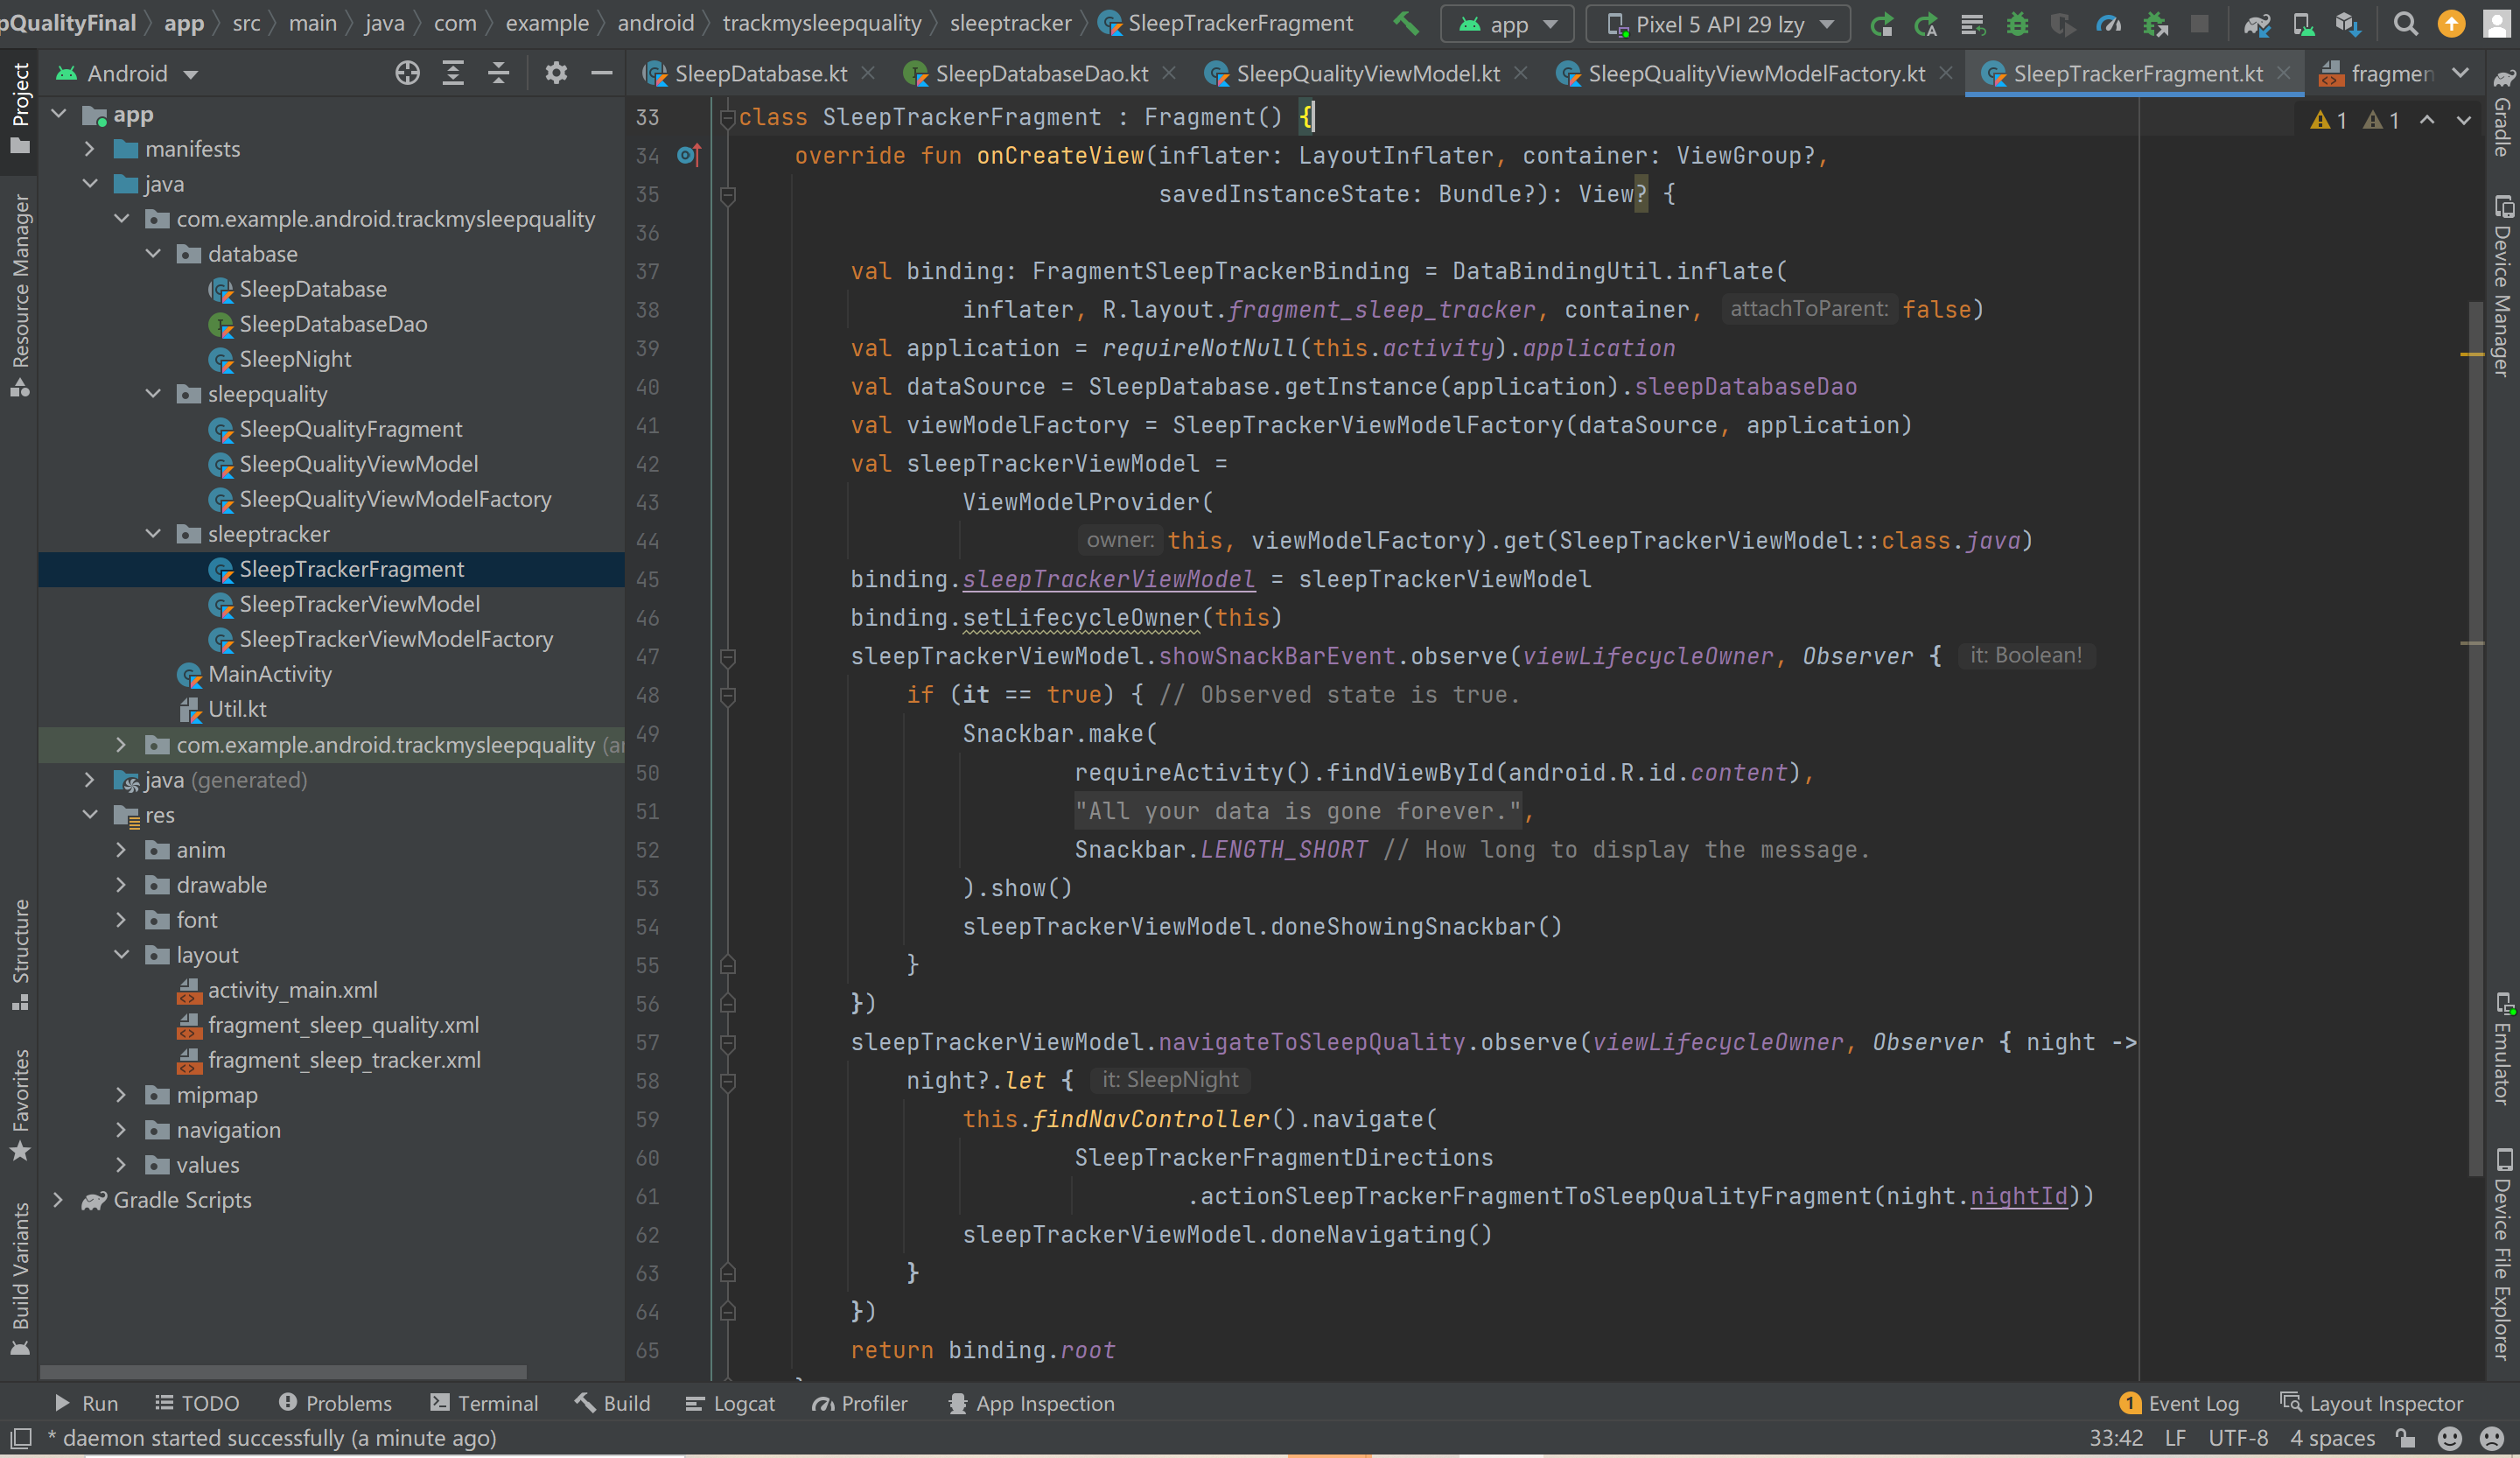 pQualityFinal app src main java com example android trackmysleepquality sleeptracker SleepTrackerFragment app Pixel 5 API 29 lzy
Android
SleepDatabase.kt SleepDatabaseDao.kt SleepQualityViewModel.kt SleepQualityViewModelFactory.kt SleepTrackerFragment.kt fragmen
Project
Resource Manager
Structure
Favorites
Build Variants
app
manifests
java
com.example.android.trackmysleepquality
database
SleepDatabase
SleepDatabaseDao
SleepNight
sleepquality
SleepQualityFragment
SleepQualityViewModel
SleepQualityViewModelFactory
sleeptracker
SleepTrackerFragment
SleepTrackerViewModel
SleepTrackerViewModelFactory
MainActivity
Util.kt
com.example.android.trackmysleepquality (an
java (generated)
res
anim
drawable
font
layout
activity_main.xml
fragment_sleep_quality.xml
fragment_sleep_tracker.xml
mipmap
navigation
values
Gradle Scripts
1 1
33 class SleepTrackerFragment : Fragment() {
34 override fun onCreateView(inflater: LayoutInflater, container: ViewGroup?,
35 savedInstanceState: Bundle?): View? {
36
37 val binding: FragmentSleepTrackerBinding = DataBindingUtil.inflate(
38 inflater, R.layout.fragment_sleep_tracker, container, attachToParent: false)
39 val application = requireNotNull(this.activity).application
40 val dataSource = SleepDatabase.getInstance(application).sleepDatabaseDao
41 val viewModelFactory = SleepTrackerViewModelFactory(dataSource, application)
42 val sleepTrackerViewModel =
43 ViewModelProvider(
44 owner: this, viewModelFactory).get(SleepTrackerViewModel::class.java)
45 binding.sleepTrackerViewModel = sleepTrackerViewModel
46 binding.setLifecycleOwner(this)
47 sleepTrackerViewModel.showSnackBarEvent.observe(viewLifecycleOwner, Observer { it: Boolean!
48 if (it == true) { // Observed state is true.
49 Snackbar.make(
50 requireActivity().findViewById(android.R.id.content),
51 "All your data is gone forever.",
52 Snackbar.LENGTH_SHORT // How long to display the message.
53 ).show()
54 sleepTrackerViewModel.doneShowingSnackbar()
55 }
56 })
57 sleepTrackerViewModel.navigateToSleepQuality.observe(viewLifecycleOwner, Observer { night ->
58 night?.let { it: SleepNight
59 this.findNavController().navigate(
60 SleepTrackerFragmentDirections
61 .actionSleepTrackerFragmentToSleepQualityFragment(night.nightId))
62 sleepTrackerViewModel.doneNavigating()
63 }
64 })
65 return binding.root
Gradle
Device Manager
Emulator
Device File Explorer
Run TODO Problems Terminal Build Logcat Profiler App Inspection 1 Event Log Layout Inspector
* daemon started successfully (a minute ago) 33:42 LF UTF-8 4 spaces